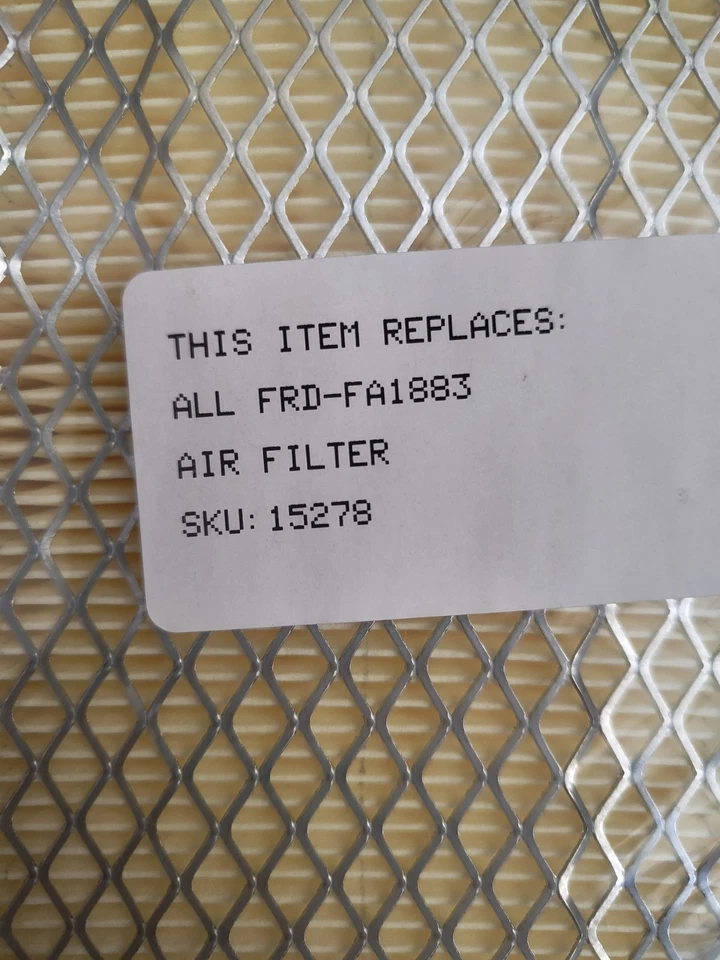 THIS ITEM REPLACES:
ALL FRD-FA1883
AIR FILTER
SKU: 15278